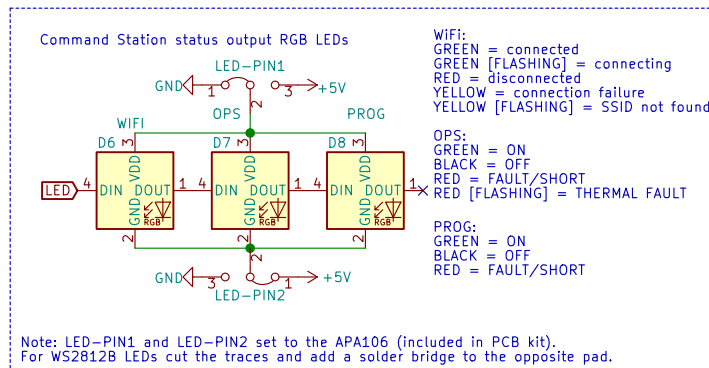 Command Station status output RGB LEDs
LED-PIN1
GND
1
3
+5V
2
WIFI
OPS
PROG
D6
3
D7
3
D8
3
VDD
VDD
VDD
LED
4
DIN
DOUT
1
4
DIN
DOUT
1
4
DIN
DOUT
1
GND
RGB
GND
RGB
GND
RGB
2
2
2
2
GND
3
1
+5V
LED-PIN2
WiFi:
GREEN = connected
GREEN [FLASHING] = connecting
RED = disconnected
YELLOW = connection failure
YELLOW [FLASHING] = SSID not found
OPS:
GREEN = ON
BLACK = OFF
RED = FAULT/SHORT
RED [FLASHING] = THERMAL FAULT
PROG:
GREEN = ON
BLACK = OFF
RED = FAULT/SHORT
Note: LED-PIN1 and LED-PIN2 set to the APA106 (included in PCB kit).
For WS2812B LEDs cut the traces and add a solder bridge to the opposite pad.